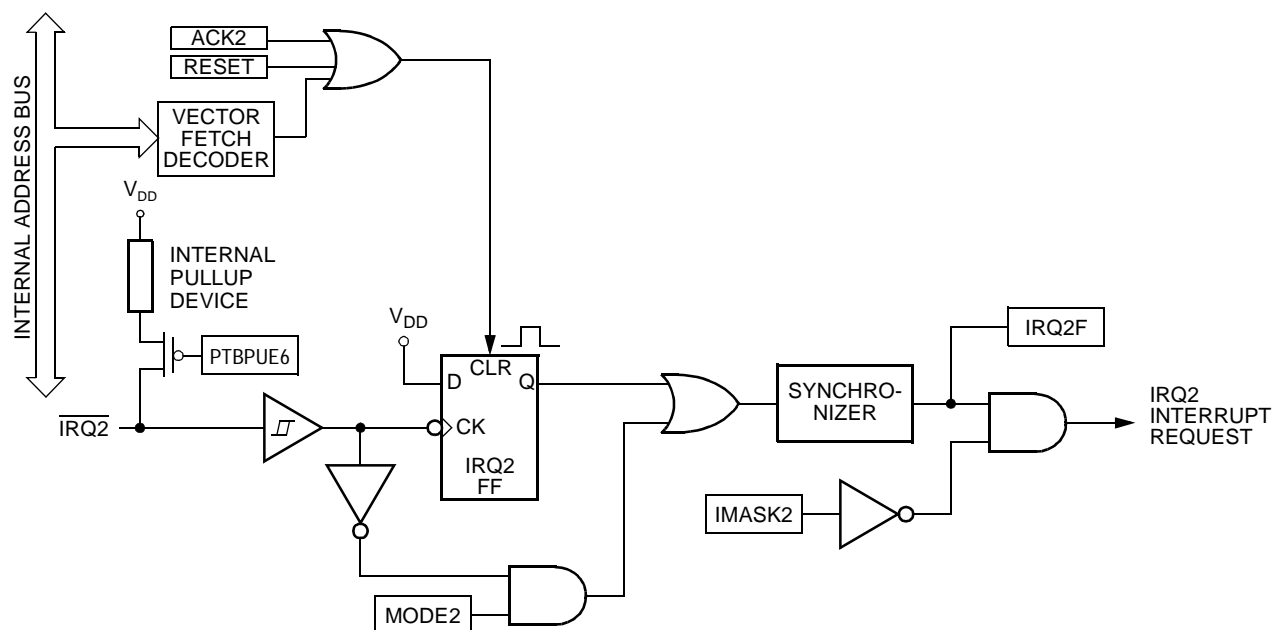 INTERNAL ADDRESS BUS
ACK2
RESET
VECTOR
FETCH
DECODER
VDD
INTERNAL
PULLUP
DEVICE
PTBPUE6
IRQ2
VDD
D
CLR
Q
CK
IRQ2
FF
MODE2
SYNCHRO-
NIZER
IRQ2F
IMASK2
IRQ2
INTERRUPT
REQUEST